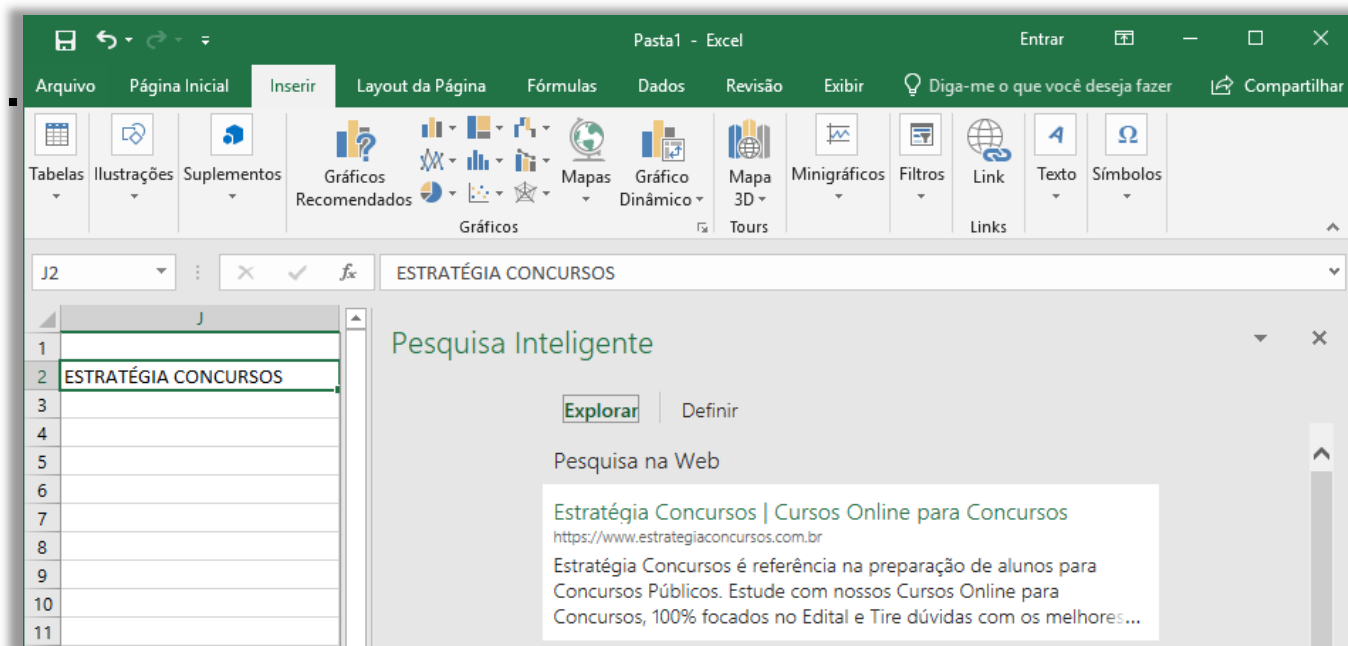 Pasta1 - Excel Entrar
Arquivo Página Inicial Inserir Layout da Página Fórmulas Dados Revisão Exibir Diga-me o que você deseja fazer Compartilhar
Tabelas Ilustrações Suplementos Gráficos Recomendados Mapas Gráfico Dinâmico Mapa 3D Minigráficos Filtros Link Texto Símbolos
Gráficos Tours Links
J2 fx ESTRATÉGIA CONCURSOS
J
Pesquisa Inteligente
1
2 ESTRATÉGIA CONCURSOS
3
Explorar Definir
4
5
Pesquisa na Web
6
7
Estratégia Concursos | Cursos Online para Concursos
https://www.estrategiaconcursos.com.br
8
9
Estratégia Concursos é referência na preparação de alunos para
10
Concursos Públicos. Estude com nossos Cursos Online para
11
Concursos, 100% focados no Edital e Tire dúvidas com os melhores...